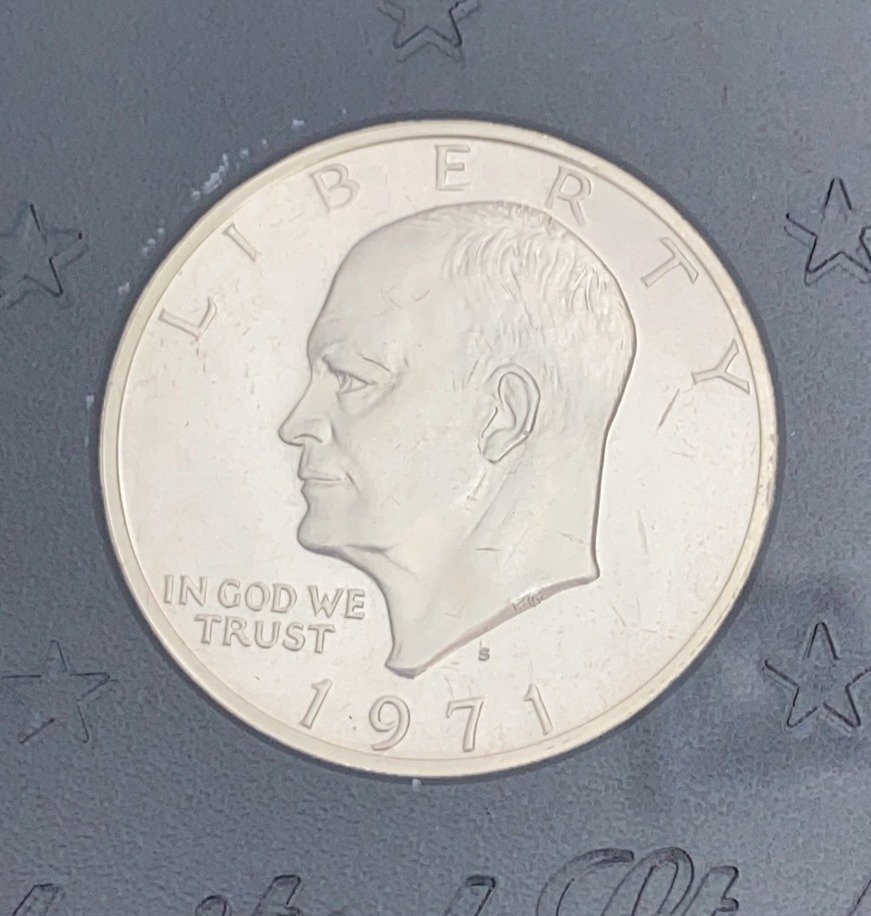 LIBERTY
IN GOD WE
TRUST
S
1971